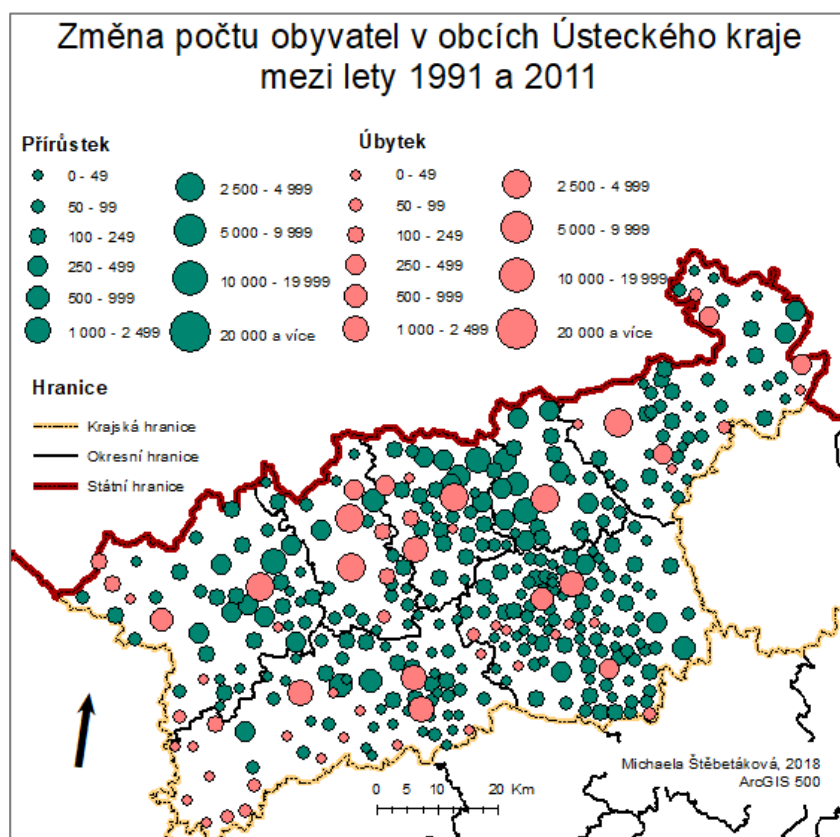 Změna počtu obyvatel v obcích Ústeckého kraje
mezi lety 1991 a 2011
Přírůstek
0 - 49
50 - 99
100 - 249
250 - 499
500 - 999
1 000 - 2 499
2 500 - 4 999
5 000 - 9 999
10 000 - 19 999
20 000 a více
Úbytek
0 - 49
50 - 99
100 - 249
250 - 499
500 - 999
1 000 - 2 499
2 500 - 4 999
5 000 - 9 999
10 000 - 19 999
20 000 a více
Hranice
Krajská hranice
Okresní hranice
Státní hranice
Michaela Štěbetáková, 2018
ArcGIS 500
0 5 10 20 Km